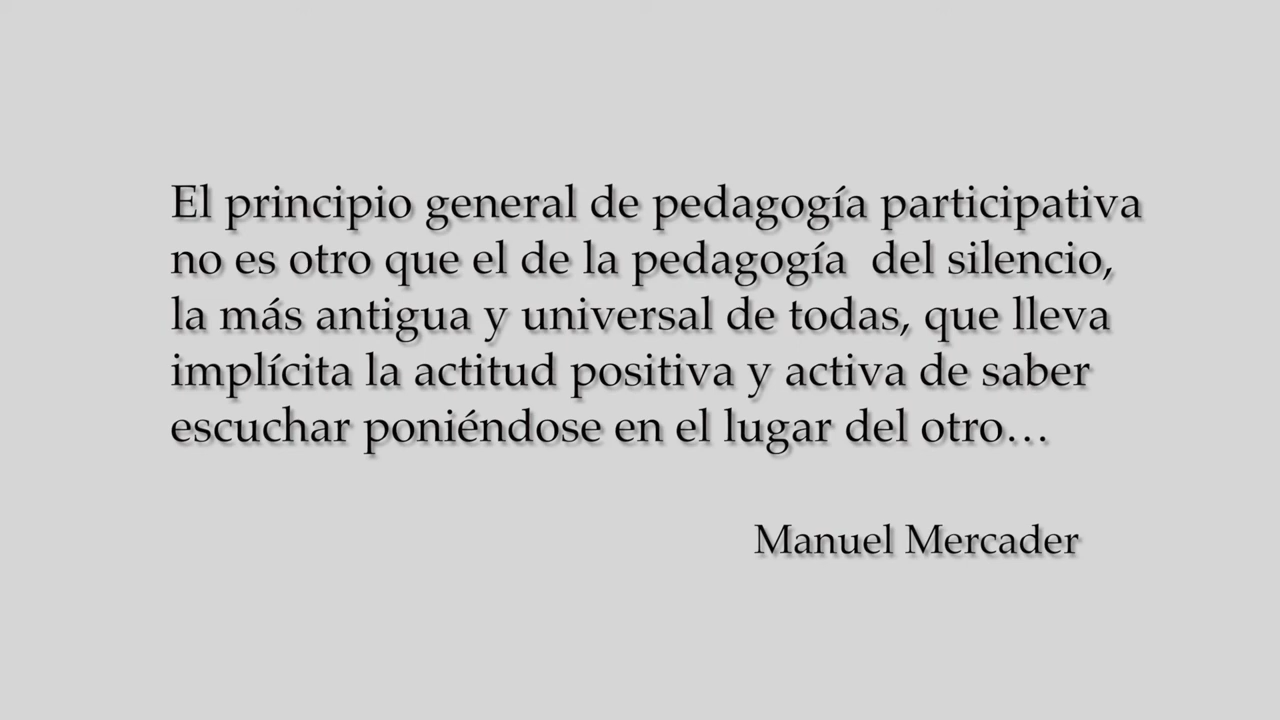 El principio general de pedagogía participativa
no es otro que el de la pedagogía  del silencio,
la más antigua y universal de todas, que lleva
implícita la actitud positiva y activa de saber
escuchar poniéndose en el lugar del otro…
Manuel Mercader